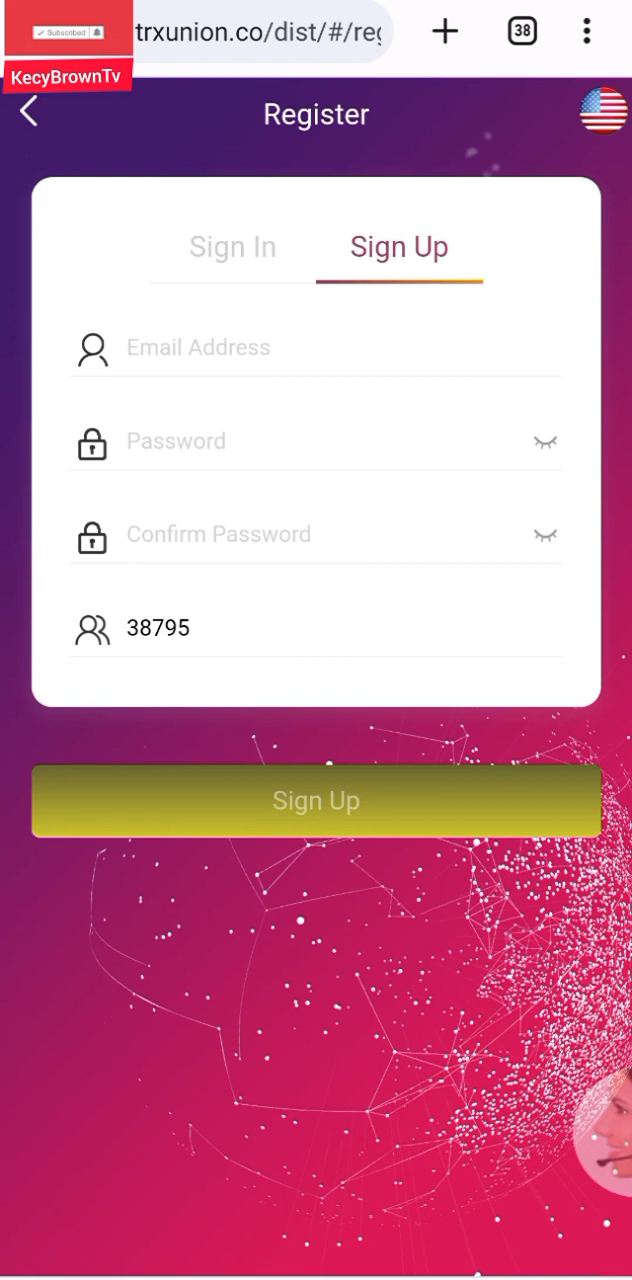 Subscribed
trxunion.co/dist/#/reg
38
KecyBrownTv
Register
Sign In
Sign Up
Email Address
Password
Confirm Password
38795
Sign Up